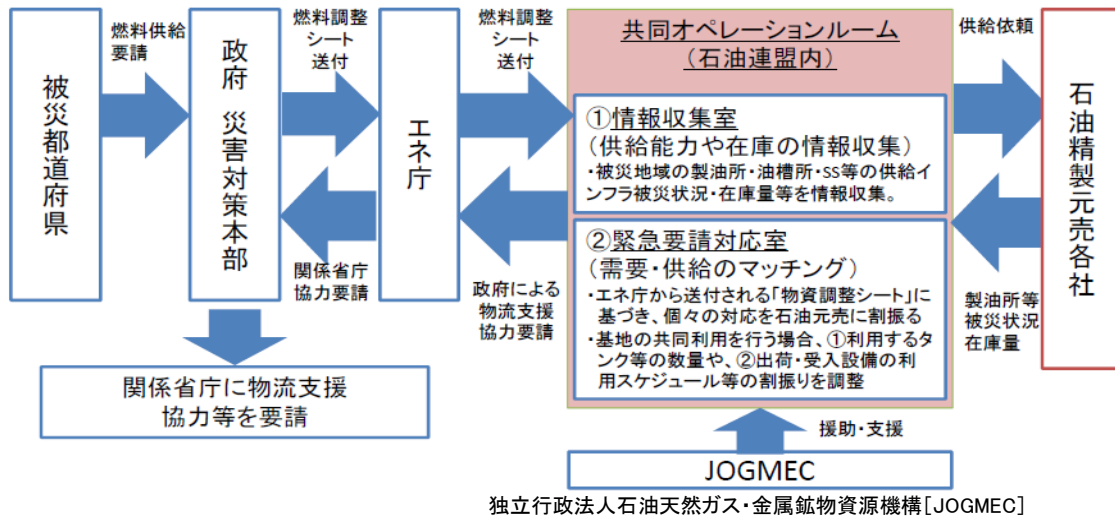 燃料供給
要請
燃料調整
シート
送付
燃料調整
シート
送付
供給依頼
被災都道府県
政府 災害対策本部
エネ庁
共同オペレーションルーム
(石油連盟内)
①情報収集室
(供給能力や在庫の情報収集)
・被災地域の製油所・油槽所・SS等の供給イ
ンフラ被災状況・在庫量等を情報収集。
②緊急要請対応室
(需要・供給のマッチング)
・エネ庁から送付される「物資調整シート」に
基づき、個々の対応を石油元売に割振る
・基地の共同利用を行う場合、①利用するタ
ンク等の数量や、②出荷・受入設備の利
用スケジュール等の割振りを調整
石油精製元売各社
関係省庁
協力要請
政府による
物流支援
協力要請
製油所等
被災状況
在庫量
関係省庁に物流支援
協力等を要請
援助・支援
JOGMEC
独立行政法人石油天然ガス・金属鉱物資源機構[JOGMEC]